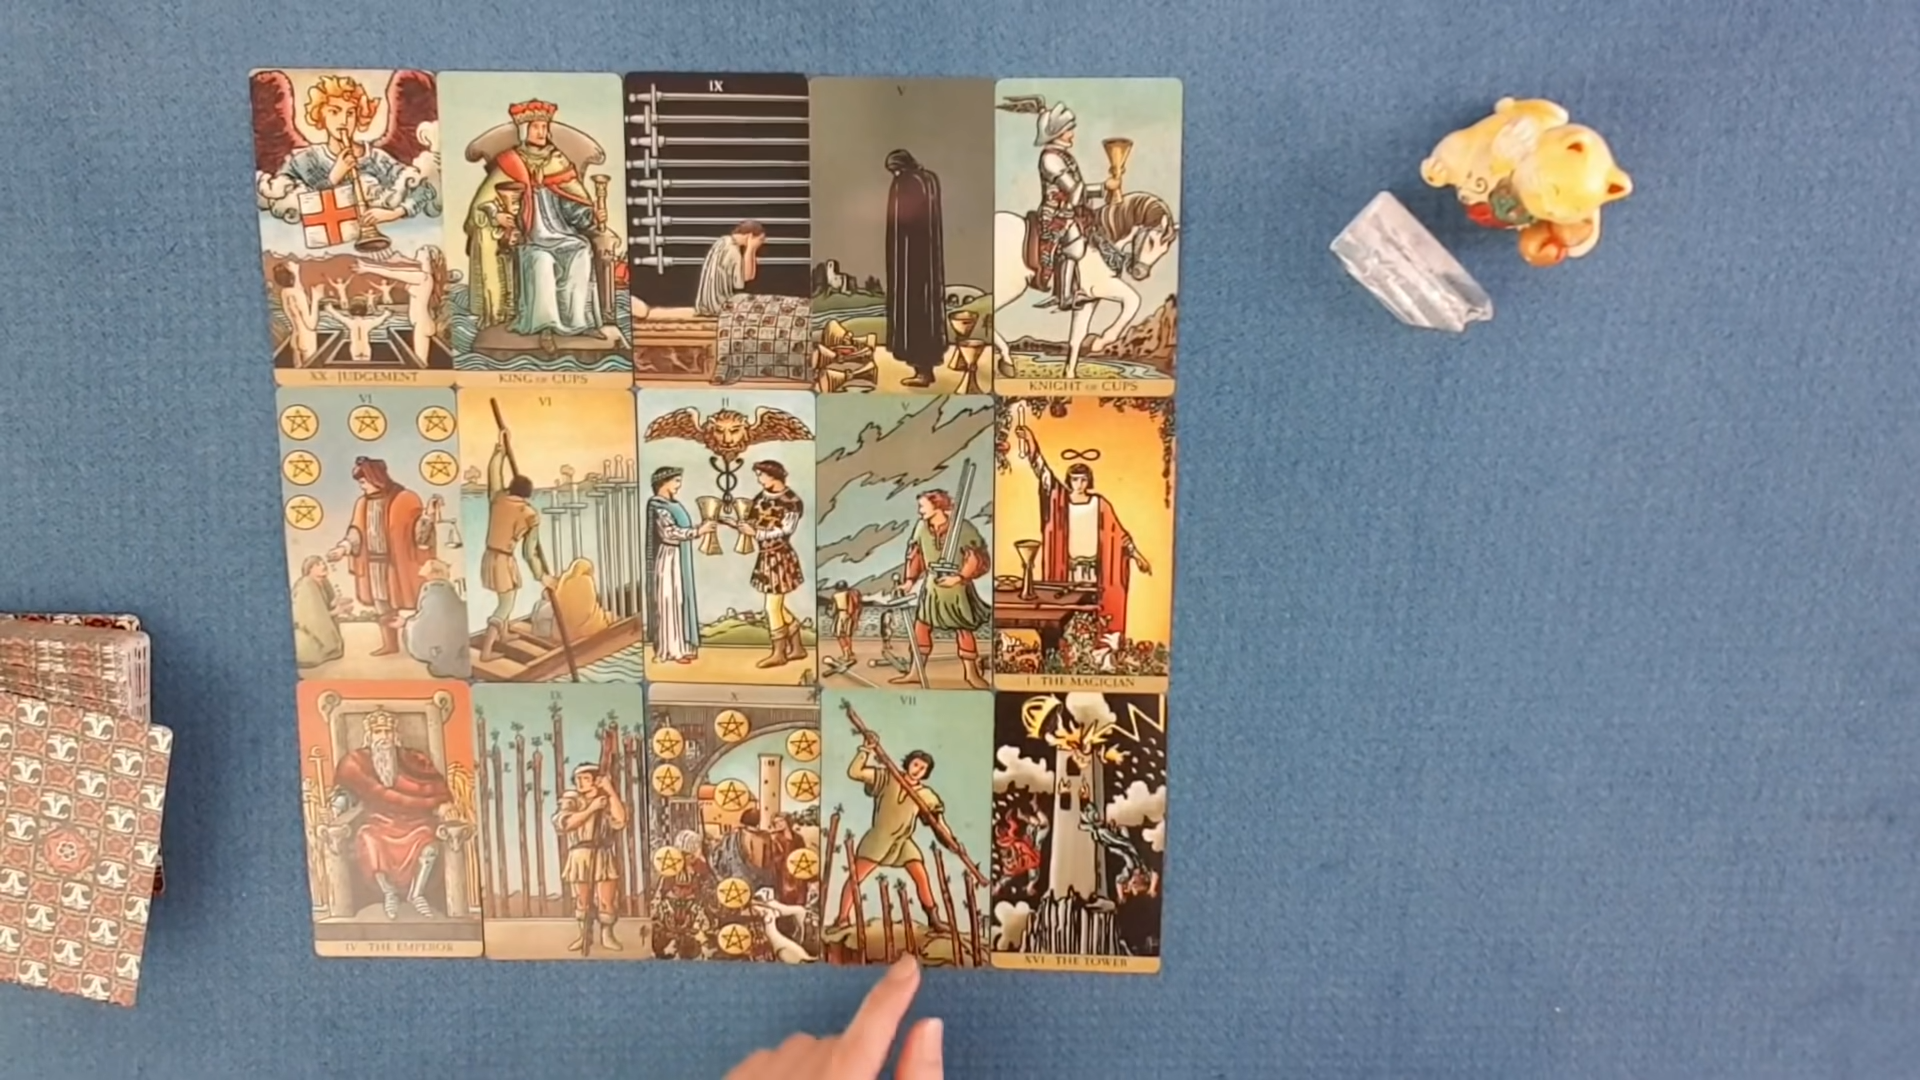 IX
V
XX · JUDGEMENT
KING OF CUPS
KNIGHT OF CUPS
VI
VI
II
V
I · THE MAGICIAN
IX
X
VII
IV · THE EMPEROR
XVI · THE TOWER